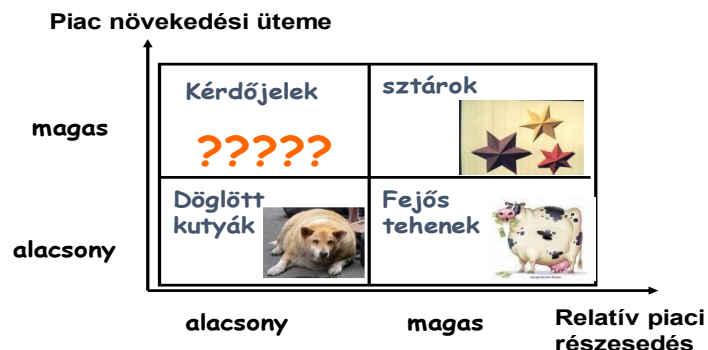 Piac növekedési üteme
Kérdőjelek
sztárok
magas
?????
Döglött
kutyák
Fejős
tehenek
alacsony
alacsony
magas
Relatív piaci
részesedés